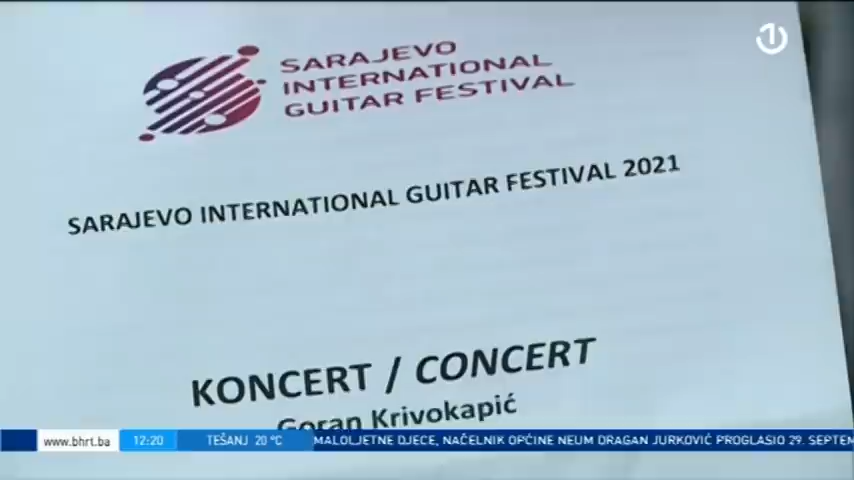 SARAJEVO
INTERNATIONAL
GUITAR FESTIVAL
SARAJEVO INTERNATIONAL GUITAR FESTIVAL 2021
KONCERT / CONCERT
Goran Krivokapić
www.bhrt.ba 12:20 TEŠANJ 20 °C MALOLJETNE DJECE, NAČELNIK OPĆINE NEUM DRAGAN JURKOVIĆ PROGLASIO 29. SEPTEM